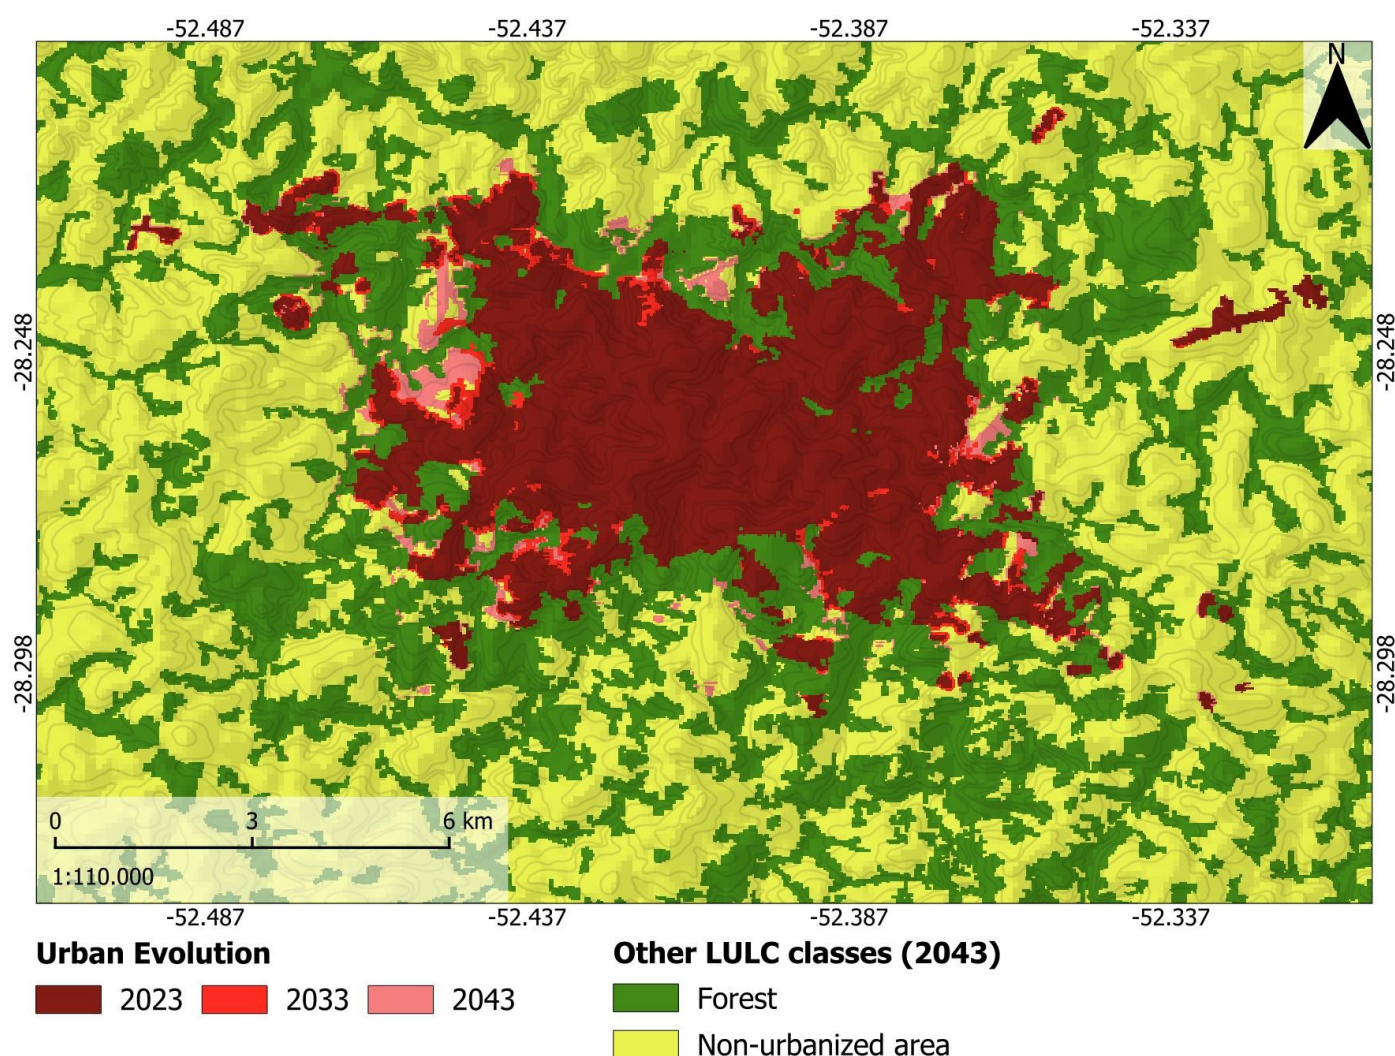 -52.487 -52.437 -52.387 -52.337
N
-28.248 -28.248
-28.298 -28.298
0 3 6 km
1:110.000
-52.487 -52.437 -52.387 -52.337
Urban Evolution Other LULC classes (2043)
2023 2033 2043 Forest
Non-urbanized area